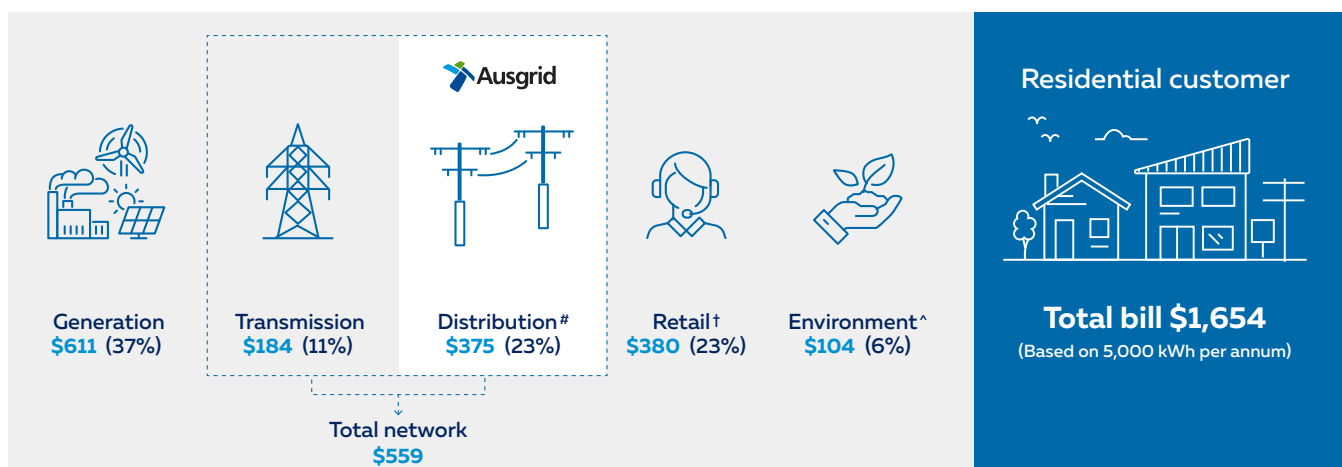 Ausgrid
Residential customer
Generation
$611 (37%)
Transmission
$184 (11%)
Distribution#
$375 (23%)
Retail†
$380 (23%)
Environment^
$104 (6%)
Total network
$559
Total bill $1,654
(Based on 5,000 kWh per annum)